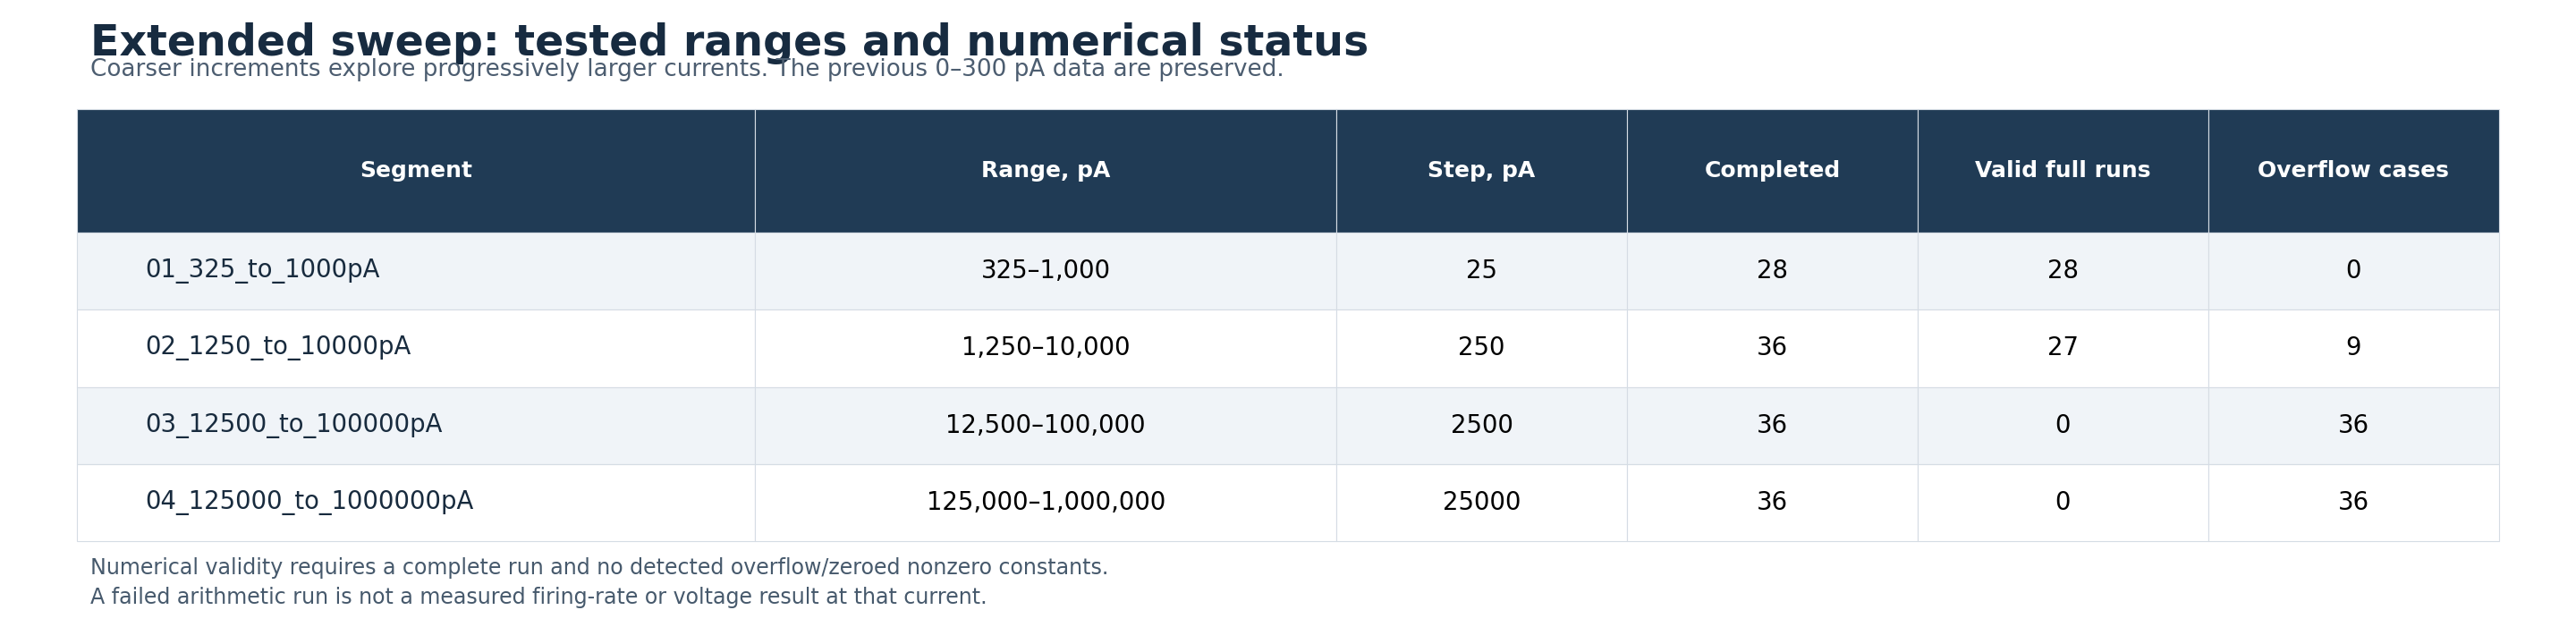 Extended sweep: tested ranges and numerical status
Coarser increments explore progressively larger currents. The previous 0–300 pA data are preserved.
Segment Range, pA Step, pA Completed Valid full runs Overflow cases
01_325_to_1000pA 325–1,000 25 28 28 0
02_1250_to_10000pA 1,250–10,000 250 36 27 9
03_12500_to_100000pA 12,500–100,000 2500 36 0 36
04_125000_to_1000000pA 125,000–1,000,000 25000 36 0 36
Numerical validity requires a complete run and no detected overflow/zeroed nonzero constants.
A failed arithmetic run is not a measured firing-rate or voltage result at that current.